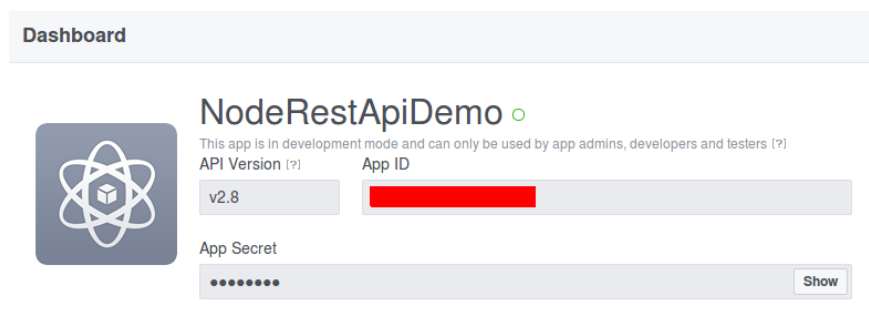 Dashboard
NodeRestApiDemo
This app is in development mode and can only be used by app admins, developers and testers [?]
API Version [?] App ID
v2.8
App Secret
●●●●●●●● Show